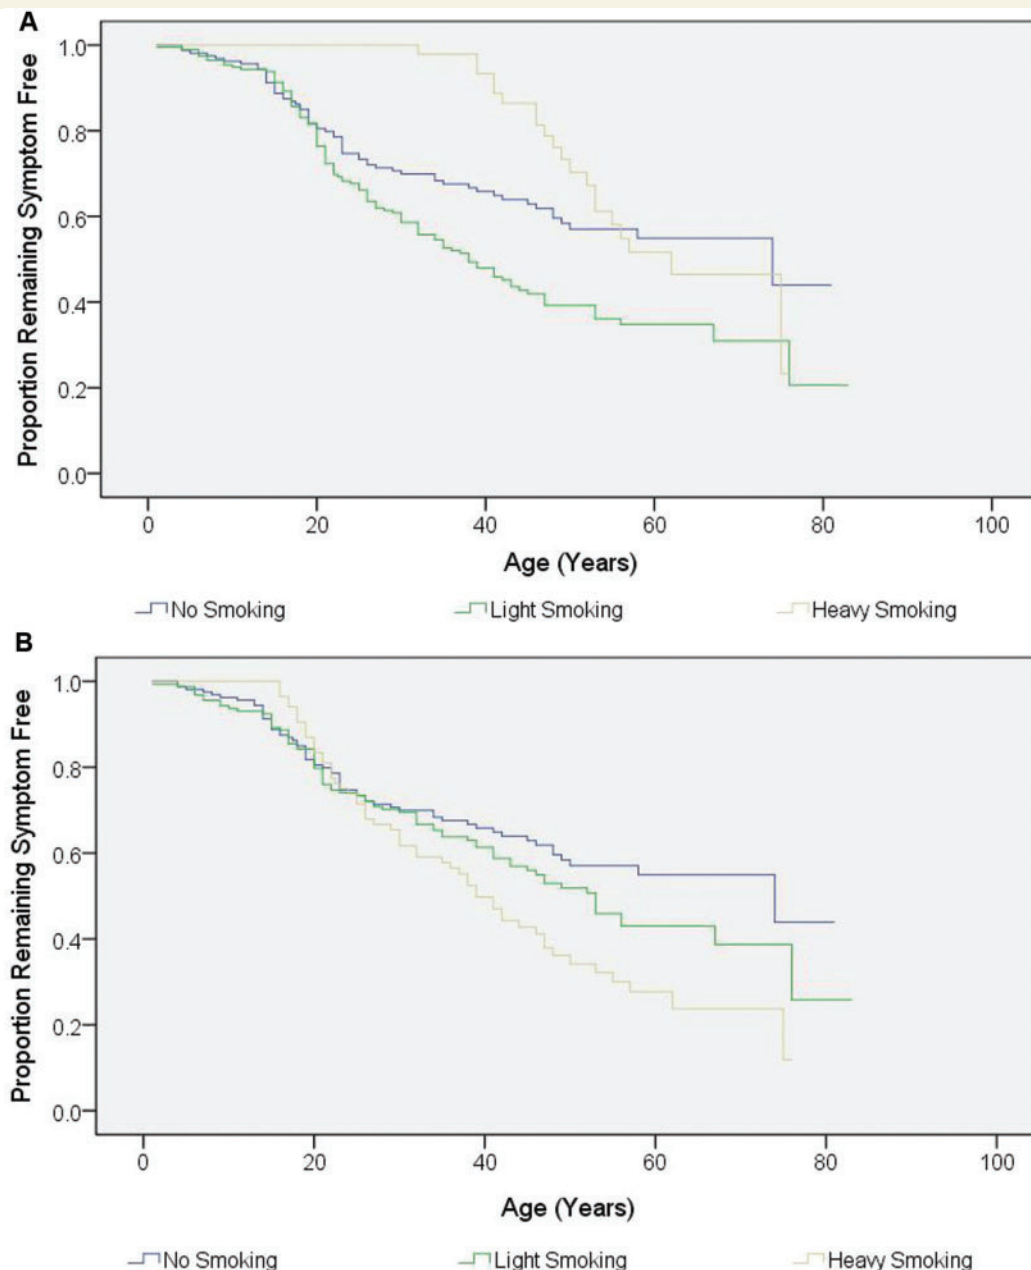 A
Proportion Remaining Symptom Free
1.0
0.8
0.6
0.4
0.2
0.0
0 20 40 60 80 100
Age (Years)
No Smoking Light Smoking Heavy Smoking
B
Proportion Remaining Symptom Free
1.0
0.8
0.6
0.4
0.2
0.0
0 20 40 60 80 100
Age (Years)
No Smoking Light Smoking Heavy Smoking